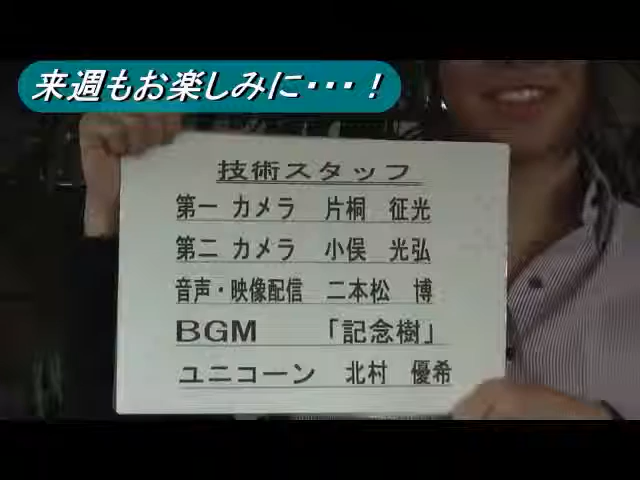 来週もお楽しみに・・・！
技術スタッフ
第一 カメラ 片桐 征光
第二 カメラ 小俣 光弘
音声・映像配信 二本松 博
BGM 「記念樹」
ユニコーン 北村 優希